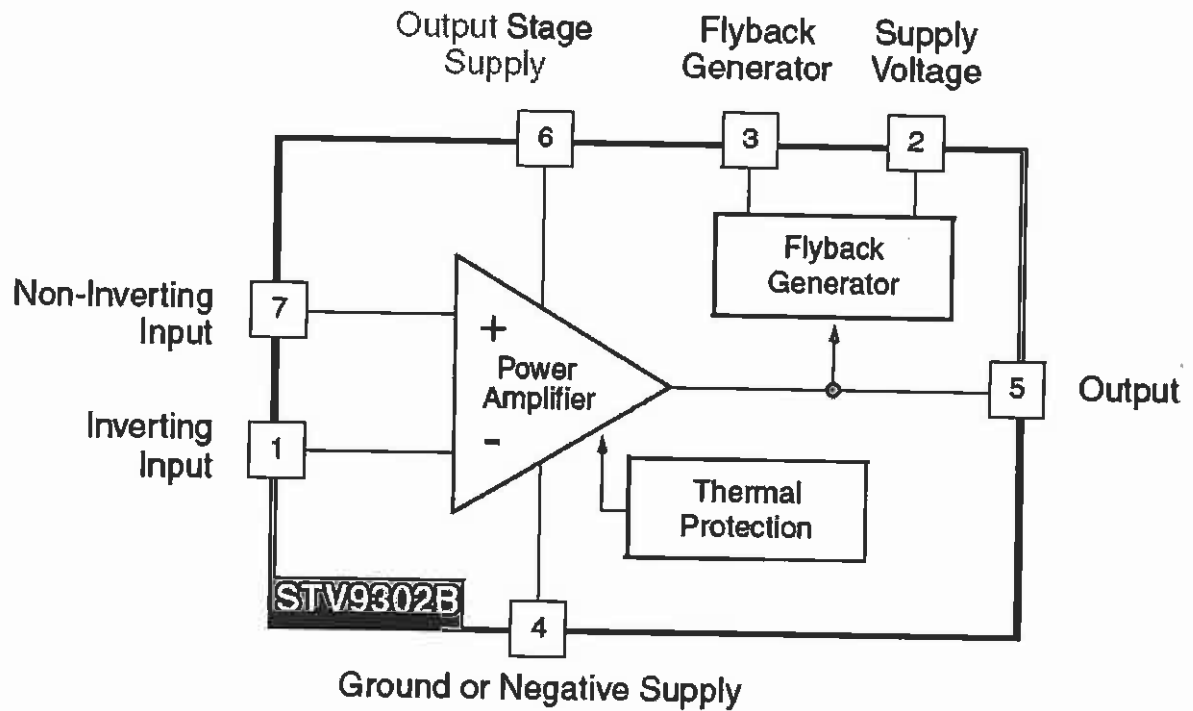 Output Stage
Supply
Flyback
Generator
Supply
Voltage
6
3
2
Flyback
Generator
Non-Inverting
Input
7
+
Power
Amplifier
-
5
Output
Inverting
Input
1
Thermal
Protection
STV9302B
4
Ground or Negative Supply